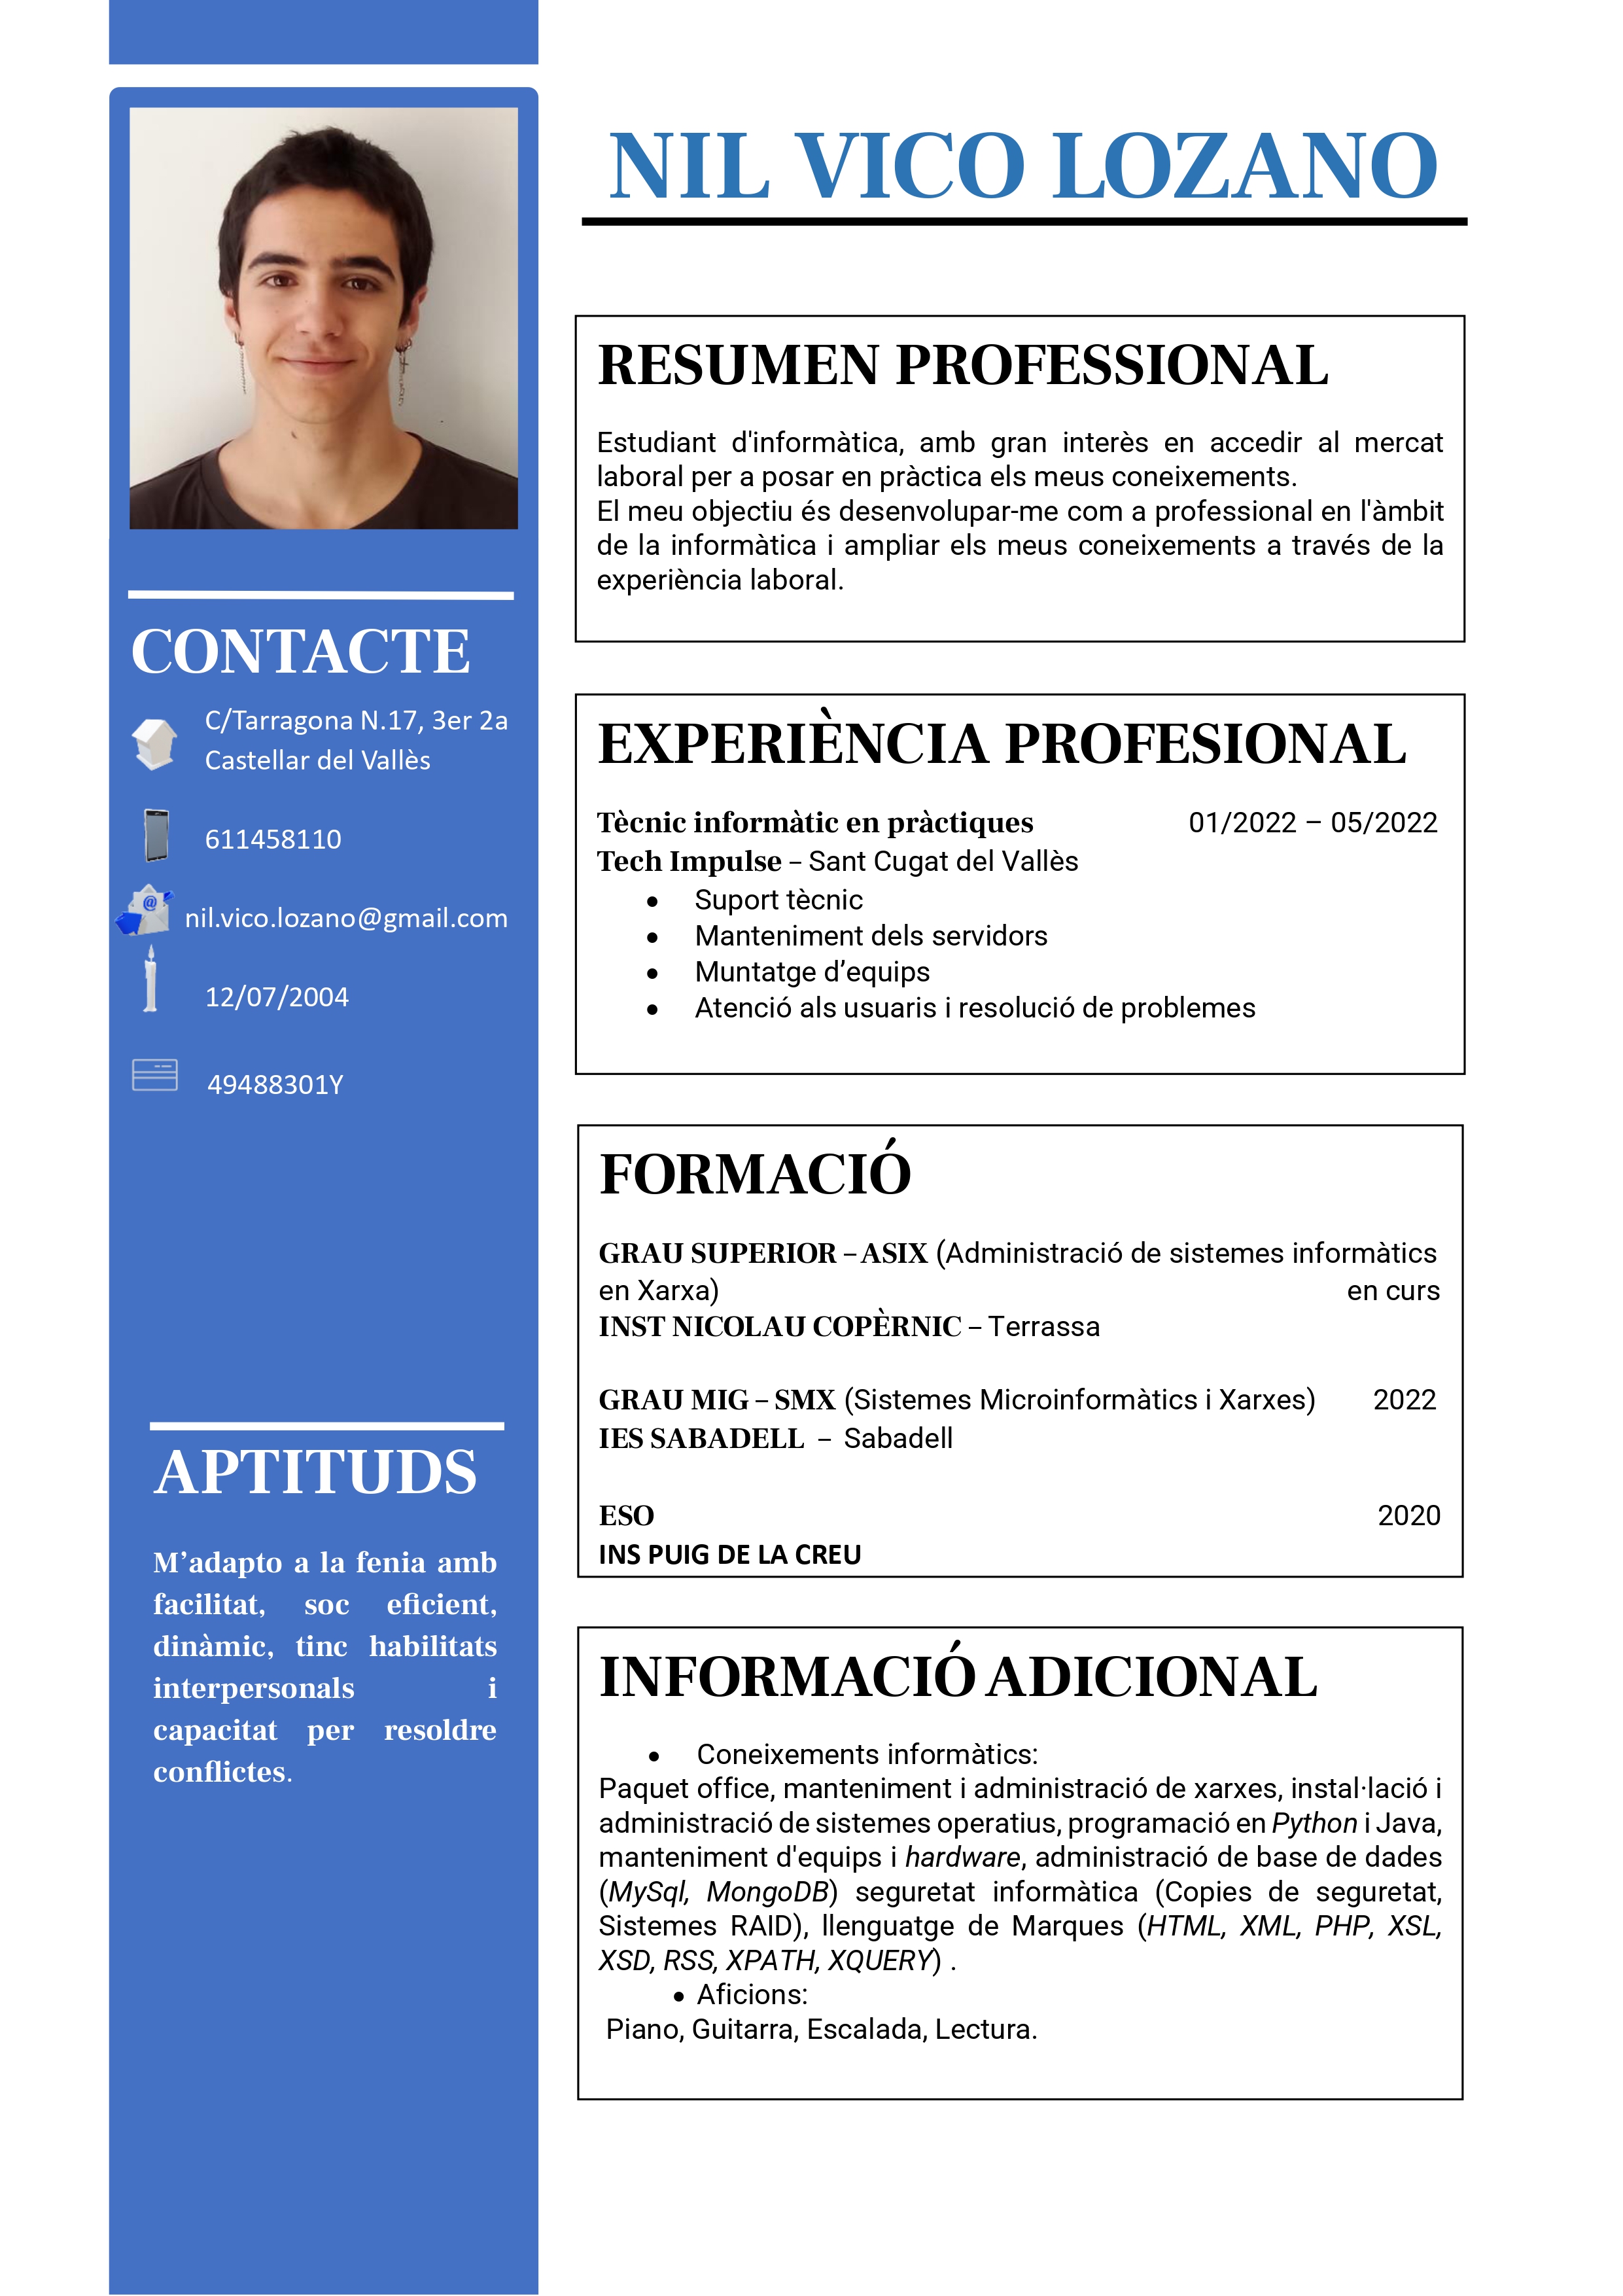 NIL VICO LOZANO
CONTACTE
C/Tarragona N.17, 3er 2a
Castellar del Vallès
611458110
@
nil.vico.lozano@gmail.com
12/07/2004
49488301Y
APTITUDS
M’adapto a la fenia amb
facilitat, soc eficient,
dinàmic, tinc habilitats
interpersonals i
capacitat per resoldre
conflictes.
RESUMEN PROFESSIONAL
Estudiant d'informàtica, amb gran interès en accedir al mercat
laboral per a posar en pràctica els meus coneixements.
El meu objectiu és desenvolupar-me com a professional en l'àmbit
de la informàtica i ampliar els meus coneixements a través de la
experiència laboral.
EXPERIÈNCIA PROFESIONAL
Tècnic informàtic en pràctiques 01/2022 – 05/2022
Tech Impulse – Sant Cugat del Vallès
• Suport tècnic
• Manteniment dels servidors
• Muntatge d’equips
• Atenció als usuaris i resolució de problemes
FORMACIÓ
GRAU SUPERIOR – ASIX (Administració de sistemes informàtics
en Xarxa) en curs
INST NICOLAU COPÈRNIC – Terrassa
GRAU MIG – SMX (Sistemes Microinformàtics i Xarxes) 2022
IES SABADELL – Sabadell
ESO 2020
INS PUIG DE LA CREU
INFORMACIÓ ADICIONAL
• Coneixements informàtics:
Paquet office, manteniment i administració de xarxes, instal·lació i
administració de sistemes operatius, programació en Python i Java,
manteniment d'equips i hardware, administració de base de dades
(MySql, MongoDB) seguretat informàtica (Copies de seguretat,
Sistemes RAID), llenguatge de Marques (HTML, XML, PHP, XSL,
XSD, RSS, XPATH, XQUERY) .
• Aficions:
Piano, Guitarra, Escalada, Lectura.